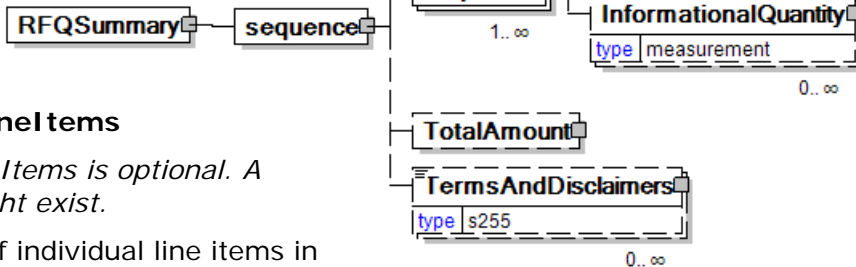 InformationalQuantity
RFQSummary
sequence
1.. ∞
type measurement
0.. ∞
neItems
TotalAmount
Items is optional. A
ht exist.
TermsAndDisclaimers
type s255
f individual line items in
0.. ∞